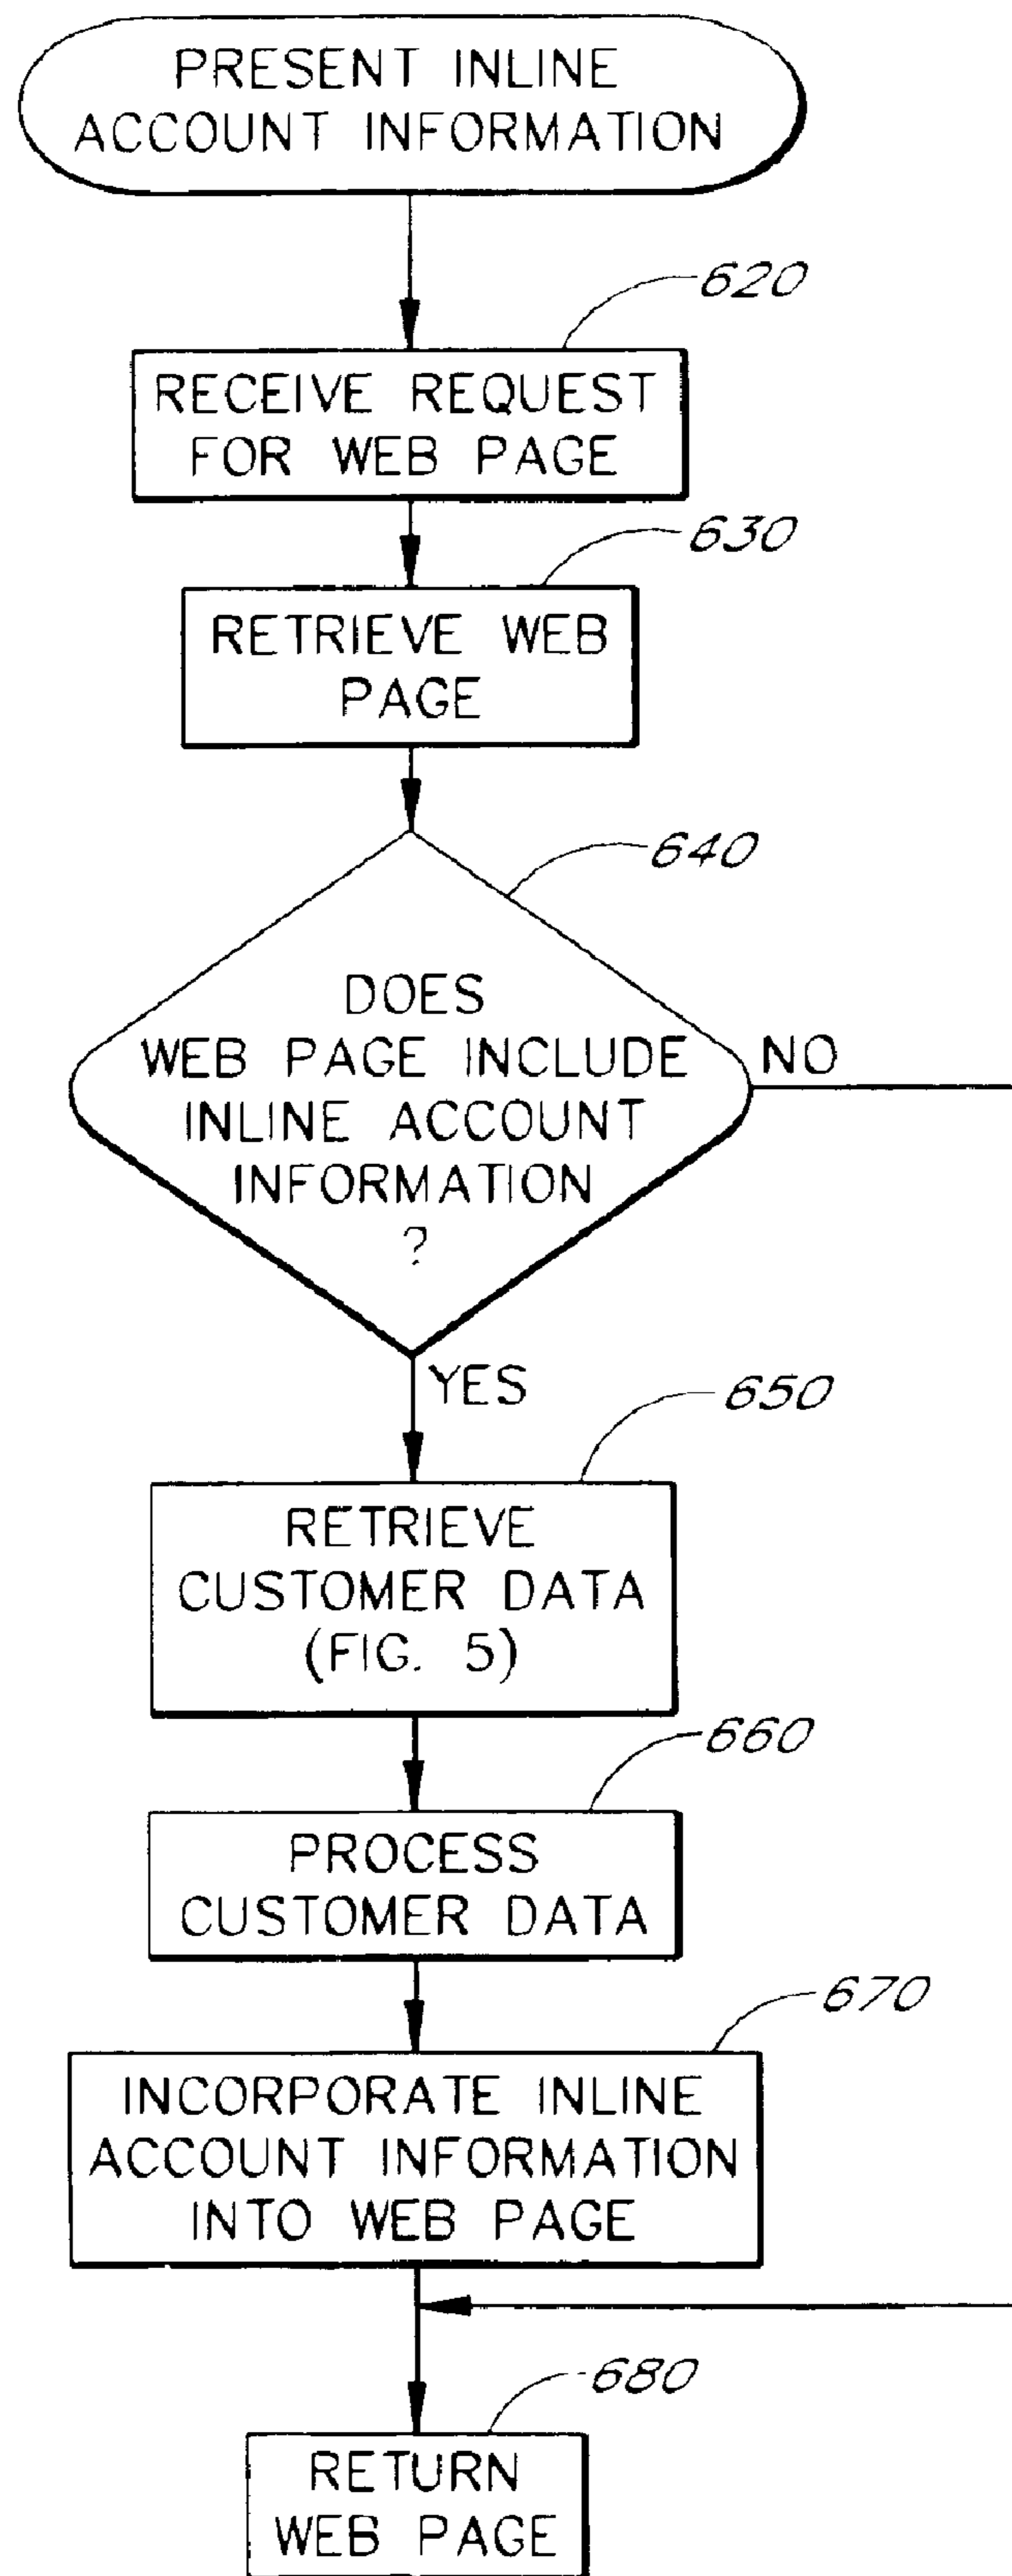 PRESENT INLINE
ACCOUNT INFORMATION
620
RECEIVE REQUEST
FOR WEB PAGE
630
RETRIEVE WEB
PAGE
640
DOES
WEB PAGE INCLUDE
INLINE ACCOUNT
INFORMATION
?
NO
YES
650
RETRIEVE
CUSTOMER DATA
(FIG. 5)
660
PROCESS
CUSTOMER DATA
670
INCORPORATE INLINE
ACCOUNT INFORMATION
INTO WEB PAGE
680
RETURN
WEB PAGE